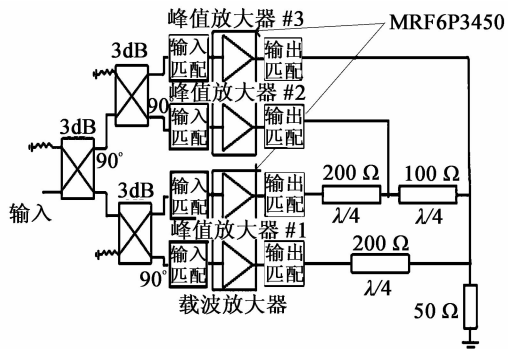 峰值放大器 #3
MRF6P3450
3dB
输入
匹配
输出
匹配
峰值放大器 #2
90°
3dB
输入
匹配
输出
匹配
90°
200 Ω
100 Ω
3dB
输入
匹配
输出
匹配
λ/4
λ/4
输入
峰值放大器 #1
200 Ω
90°
输入
匹配
输出
匹配
λ/4
载波放大器
50 Ω